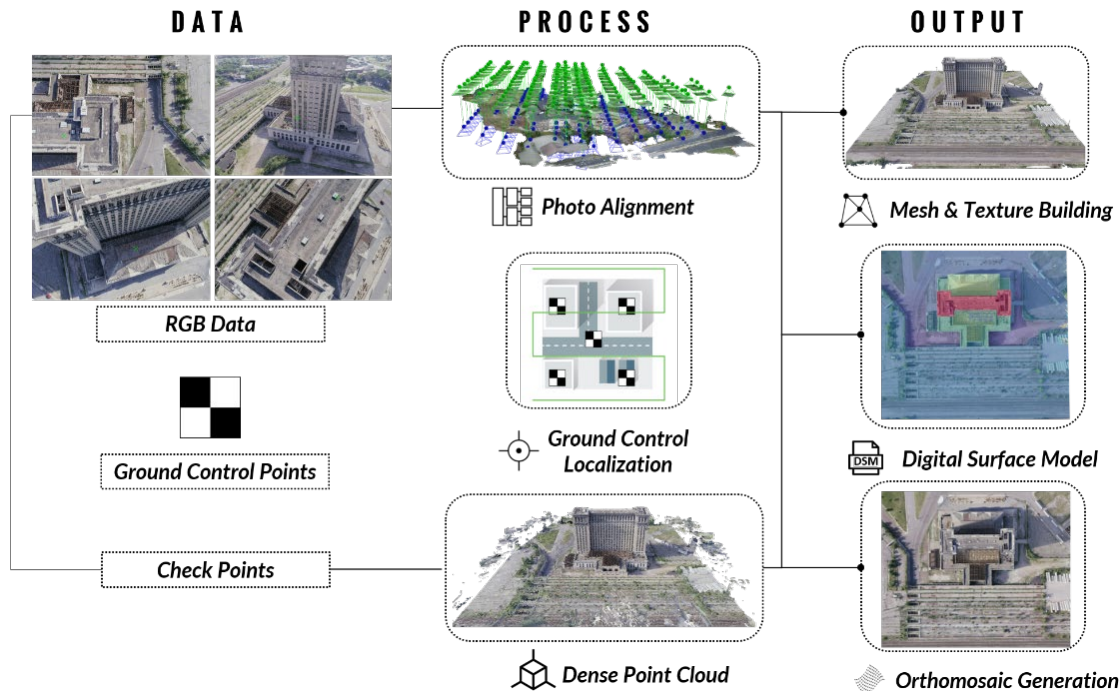 DATA
PROCESS
OUTPUT
RGB Data
Ground Control Points
Check Points
Photo Alignment
Ground Control
Localization
Dense Point Cloud
Mesh & Texture Building
DSM
Digital Surface Model
Orthomosaic Generation